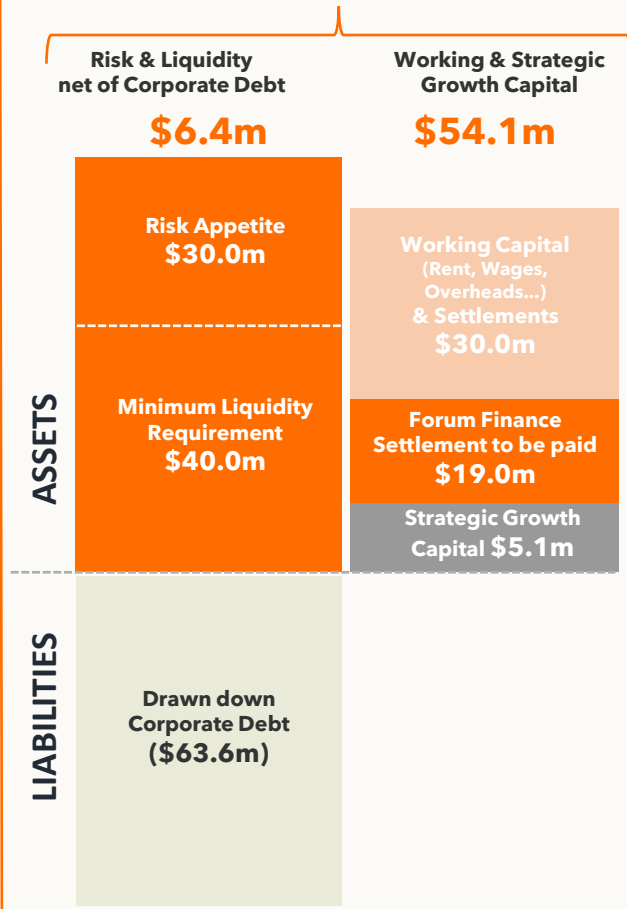 Risk & Liquidity
net of Corporate Debt
$6.4m
Working & Strategic
Growth Capital
$54.1m
ASSETS
Risk Appetite
$30.0m
Minimum Liquidity
Requirement
$40.0m
Working Capital
(Rent, Wages,
Overheads...)
& Settlements
$30.0m
Forum Finance
Settlement to be paid
$19.0m
Strategic Growth
Capital $5.1m
LIABILITIES
Drawn down
Corporate Debt
($63.6m)